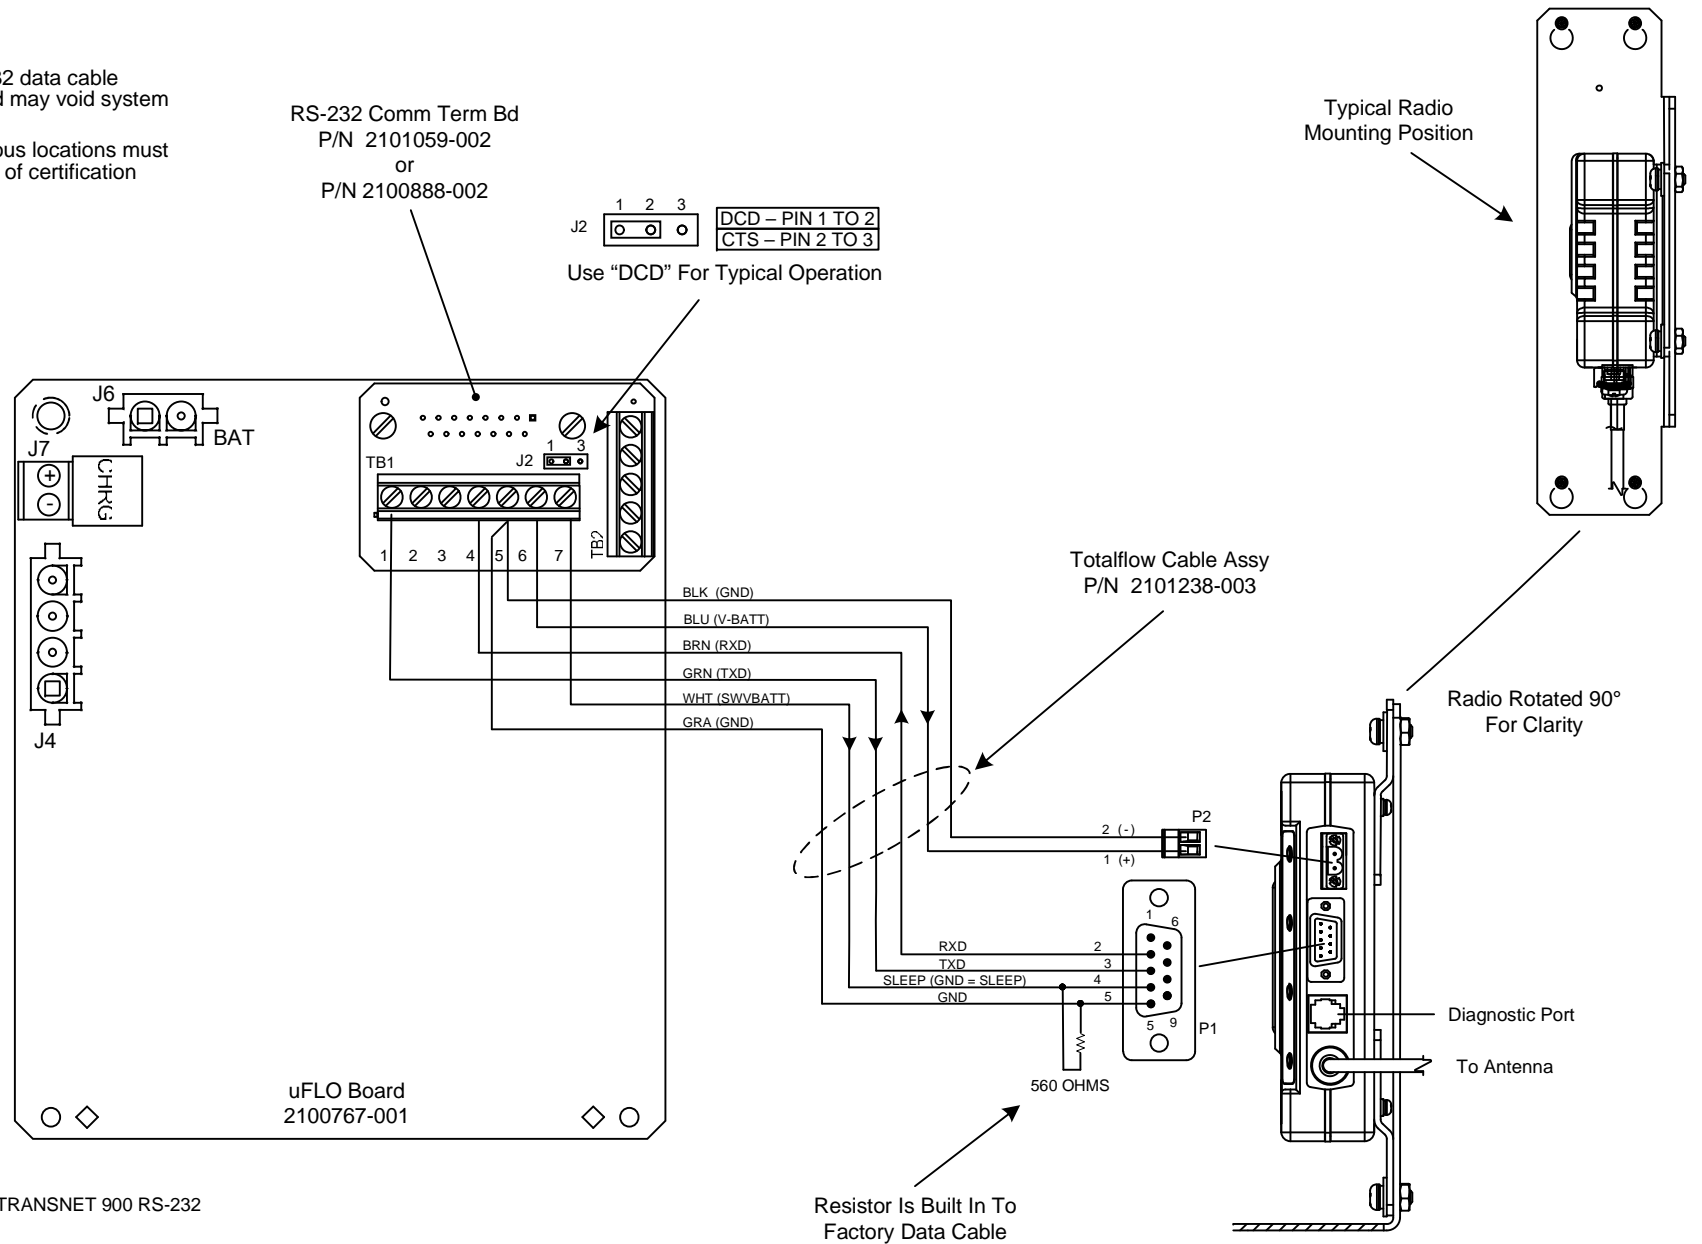 32 data cable
d may void system
ous locations must
of certification
RS-232 Comm Term Bd
P/N 2101059-002
or
P/N 2100888-002
1 2 3
J2
DCD – PIN 1 TO 2
CTS – PIN 2 TO 3
Use “DCD” For Typical Operation
Typical Radio
Mounting Position
J6
BAT
J7
+
-
CHRG
J4
TB1
J2
1 3
TB2
1 2 3 4 5 6 7
BLK (GND)
BLU (V-BATT)
BRN (RXD)
GRN (TXD)
WHT (SWVBATT)
GRA (GND)
Totalflow Cable Assy
P/N 2101238-003
Radio Rotated 90°
For Clarity
P2
2 (-)
1 (+)
1 6
RXD 2
TXD 3
SLEEP (GND = SLEEP) 4
GND 5
5 9
P1
560 OHMS
Diagnostic Port
To Antenna
uFLO Board
2100767-001
Resistor Is Built In To
Factory Data Cable
TRANSNET 900 RS-232